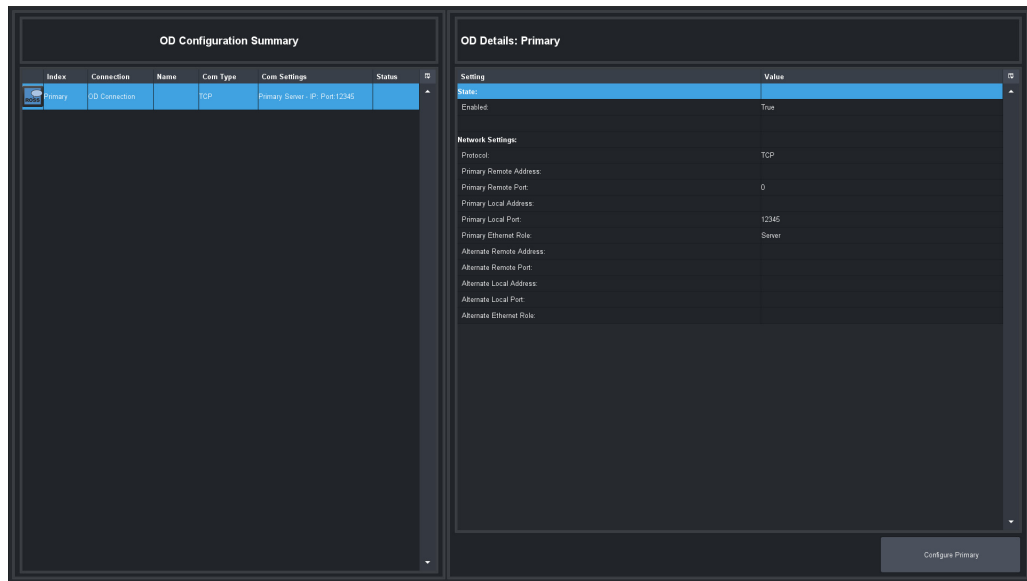 OD Configuration Summary
Index Connection Name Com Type Com Settings Status
Primary OD Connection TCP Primary Server - IP: Port:12345
OD Details: Primary
Setting Value
State:
Enabled: True
Network Settings:
Protocol: TCP
Primary Remote Address:
Primary Remote Port: 0
Primary Local Address:
Primary Local Port: 12345
Primary Ethernet Role: Server
Alternate Remote Address:
Alternate Remote Port:
Alternate Local Address:
Alternate Local Port:
Alternate Ethernet Role:
Configure Primary